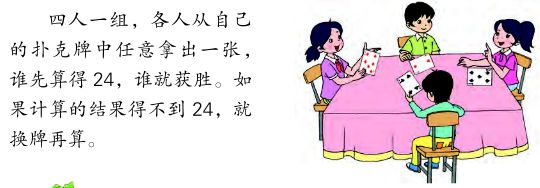 四人一组，各人从自己
的扑克牌中任意拿出一张，
谁先算得24，谁就获胜。如
果计算的结果得不到24，就
换牌再算。